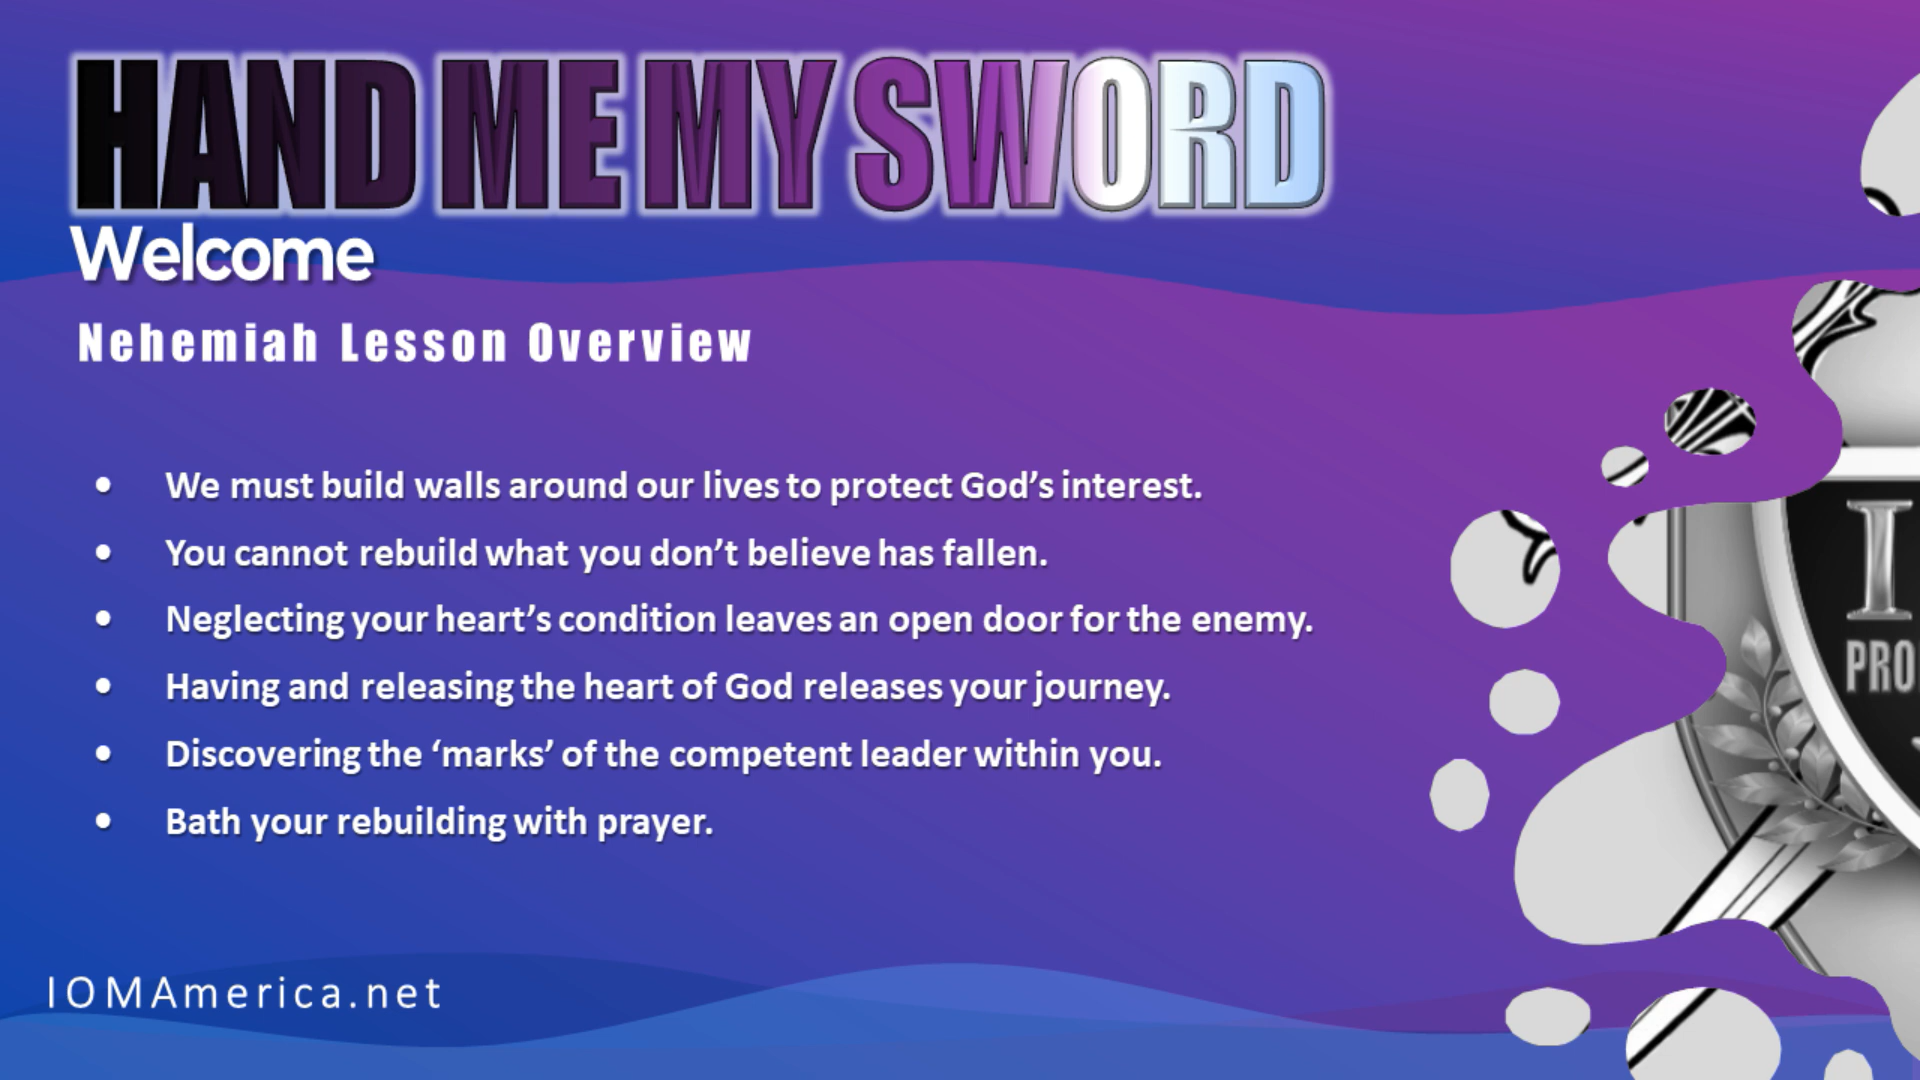 HAND ME MY SWORD
Welcome
Nehemiah Lesson Overview
• We must build walls around our lives to protect God’s interest.
• You cannot rebuild what you don’t believe has fallen.
• Neglecting your heart’s condition leaves an open door for the enemy.
• Having and releasing the heart of God releases your journey.
• Discovering the ‘marks’ of the competent leader within you.
• Bath your rebuilding with prayer.
I
PRO
IOMAmerica.net